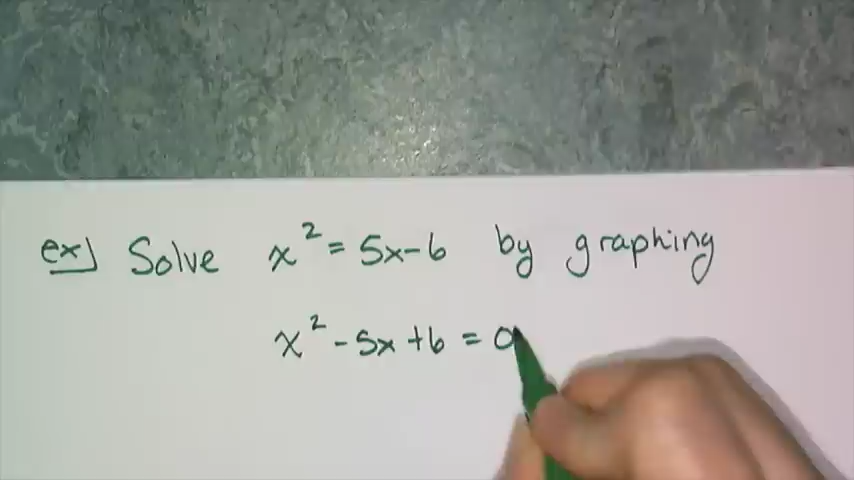 ex] Solve x² = 5x-6 by graphing
x² - 5x + 6 = 0